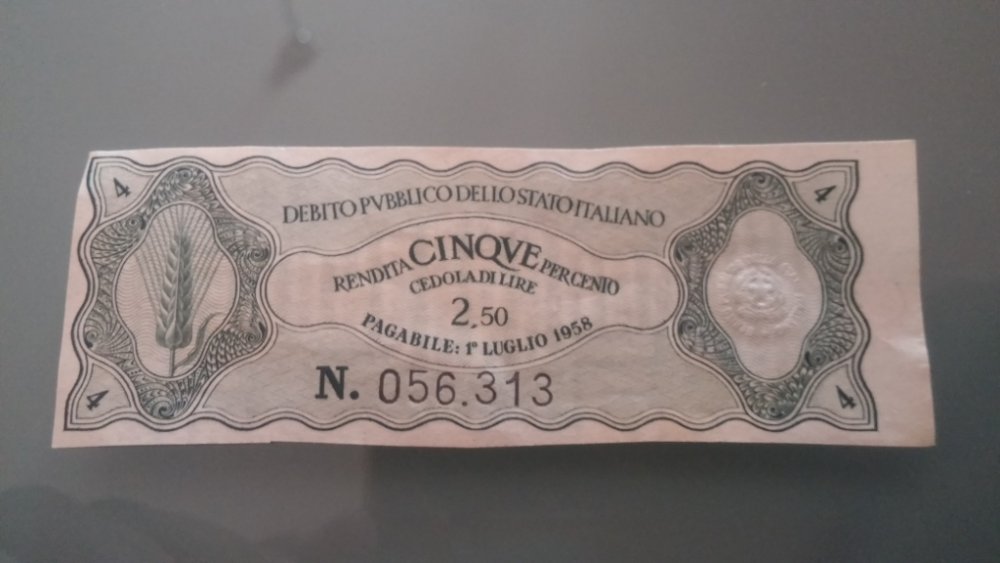 4 4
DEBITO PVBBLICO DELLO STATO ITALIANO
RENDITA CINQVE PER CENTO
CEDOLA DI LIRE
2,50
PAGABILE: 1º LUGLIO 1958
N. 056.313
4 4